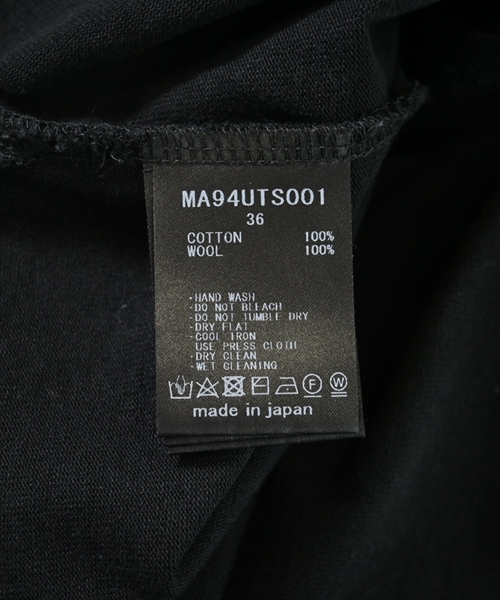 MA94UTS001
36
COTTON 100%
WOOL 100%
・HAND WASH
・DO NOT BLEACH
・DO NOT TUMBLE DRY
・DRY FLAT
・COOL IRON
USE PRESS CLOTH
・DRY CLEAN
・WET CLEANING
F W
made in japan